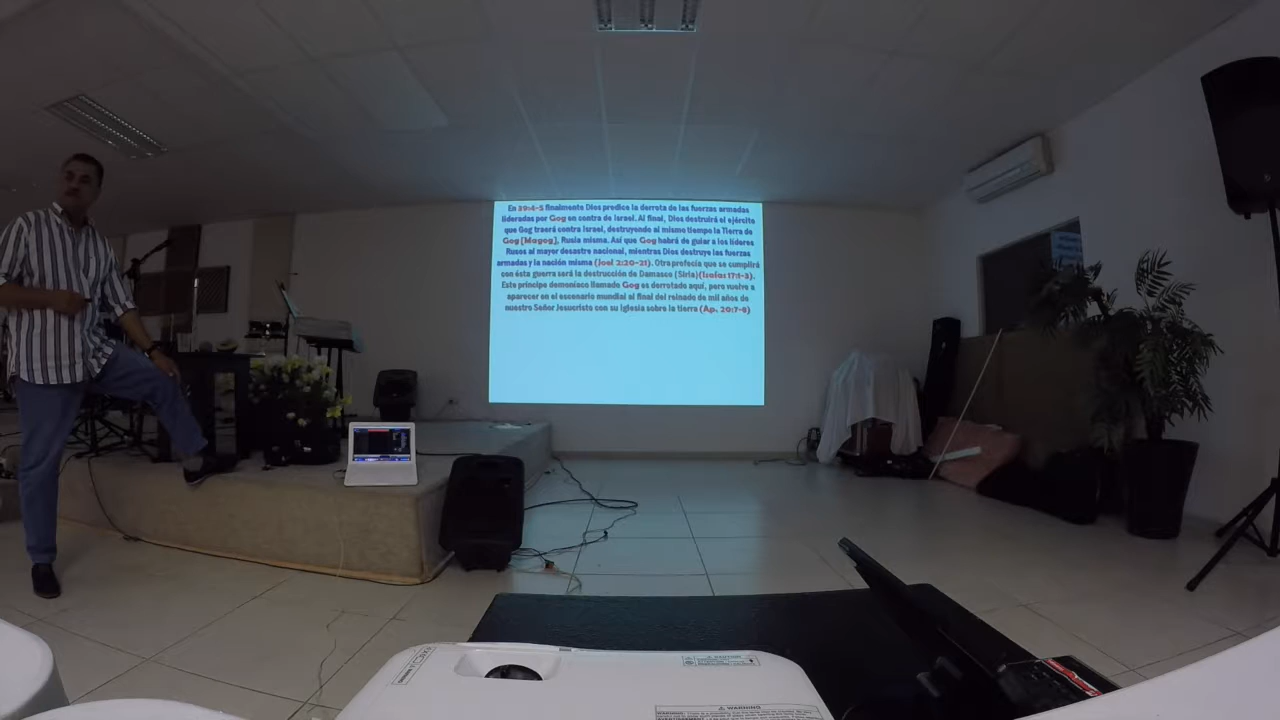 En 39:4-5 finalmente Dios predice la derrota de las fuerzas armadas
lideradas por Gog en contra de Israel. Al final, Dios destruirá el ejército
que Gog traerá contra Israel, destruyendo al mismo tiempo la Tierra de
Gog [Magog], Rusia misma. Así que Gog habrá de guiar a los líderes
Rusos al mayor desastre nacional, mientras Dios destruye las fuerzas
armadas y la nación misma (Joel 2:20-21). Otra profecía que se cumplirá
con ésta guerra será la destrucción de Damasco (Siria)(Isaías 17:1-3).
Este príncipe demoníaco llamado Gog es derrotado aquí, pero vuelve a
aparecer en el escenario mundial al final del reinado de mil años de
nuestro Señor Jesucristo con su Iglesia sobre la tierra (Ap. 20:7-8)
WARNING